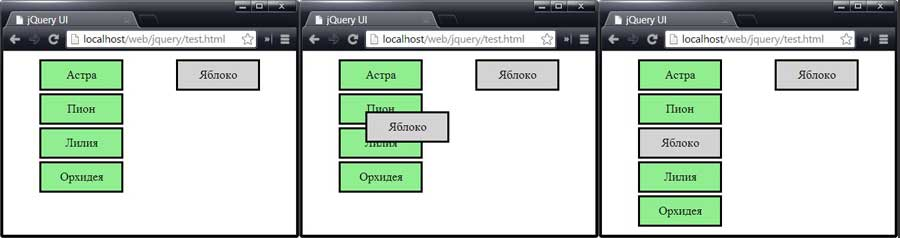 jQuery UI
localhost/web/jquery/test.html
Астра Яблоко
Пион
Лилия
Орхидея
jQuery UI
localhost/web/jquery/test.html
Астра Яблоко
Пион
Яблоко
Лилия
Орхидея
jQuery UI
localhost/web/jquery/test.html
Астра Яблоко
Пион
Яблоко
Лилия
Орхидея